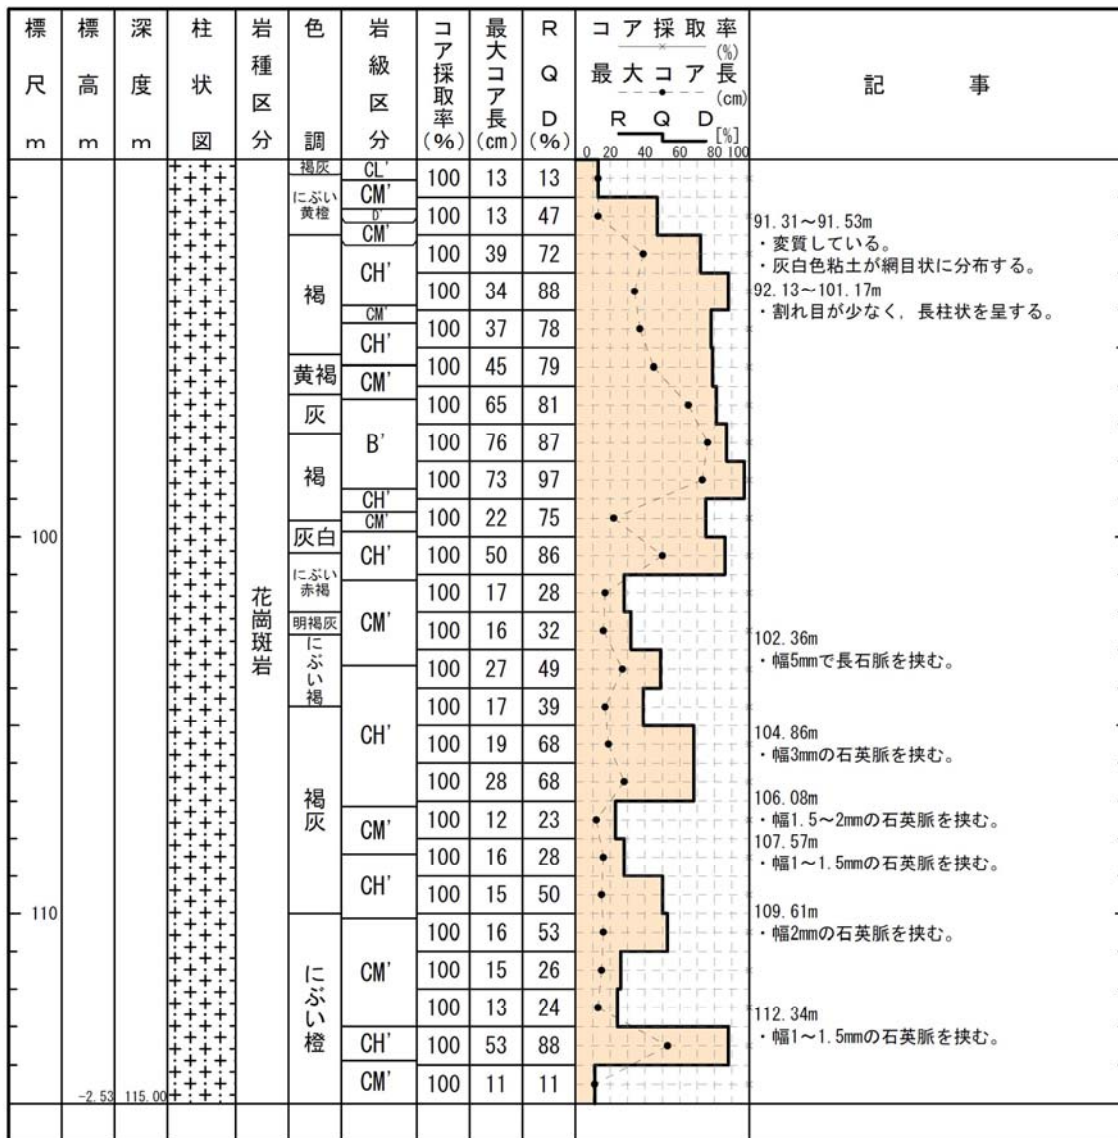 標尺 m
標高 m
深度 m
柱状図
岩種区分
色調
岩級区分
コア採取率(%)
最大コア長(cm)
RQD(%)
コア採取率
(%)
最大コア長
(cm)
RQD
[%]
0 20 40 60 80 100
記事
100
110
-2.53 115.00
花崗斑岩
褐灰
にぶい
黄橙
褐
黄褐
灰
褐
灰白
にぶい
赤褐
明褐灰
にぶい褐
褐灰
にぶい橙
CL'
CM'
D'
CM'
CH'
CM'
CH'
CM'
B'
CH'
CM'
CH'
CM'
CH'
CM'
CH'
CM'
CH'
CM'
100 13 13
100 13 47
100 39 72
100 34 88
100 37 78
100 45 79
100 65 81
100 76 87
100 73 97
100 22 75
100 50 86
100 17 28
100 16 32
100 27 49
100 17 39
100 19 68
100 28 68
100 12 23
100 16 28
100 15 50
100 16 53
100 15 26
100 13 24
100 53 88
100 11 11
91.31～91.53m
・変質している。
・灰白色粘土が網目状に分布する。
92.13～101.17m
・割れ目が少なく，長柱状を呈する。
102.36m
・幅5mmで長石脈を挟む。
104.86m
・幅3mmの石英脈を挟む。
106.08m
・幅1.5～2mmの石英脈を挟む。
107.57m
・幅1～1.5mmの石英脈を挟む。
109.61m
・幅2mmの石英脈を挟む。
112.34m
・幅1～1.5mmの石英脈を挟む。